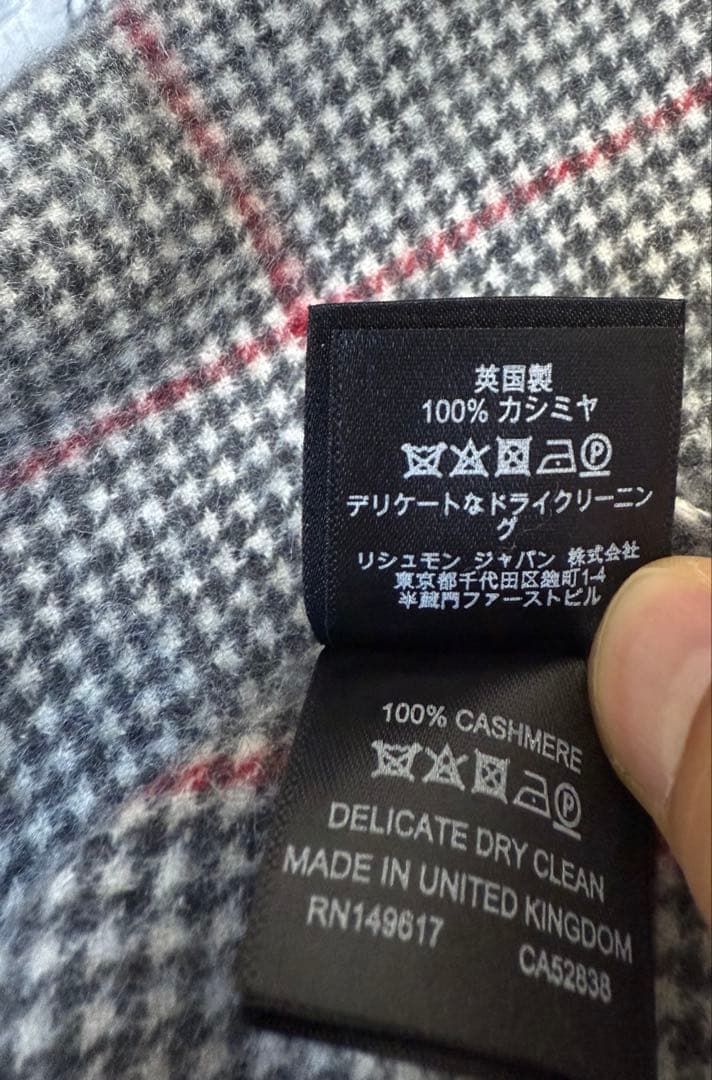 英国製
100% カシミヤ
デリケートなドライクリーニン
グ
リシュモン ジャパン 株式会社
東京都千代田区麹町1-4
半蔵門ファーストビル
100% CASHMERE
DELICATE DRY CLEAN
MADE IN UNITED KINGDOM
RN149617 CA52838